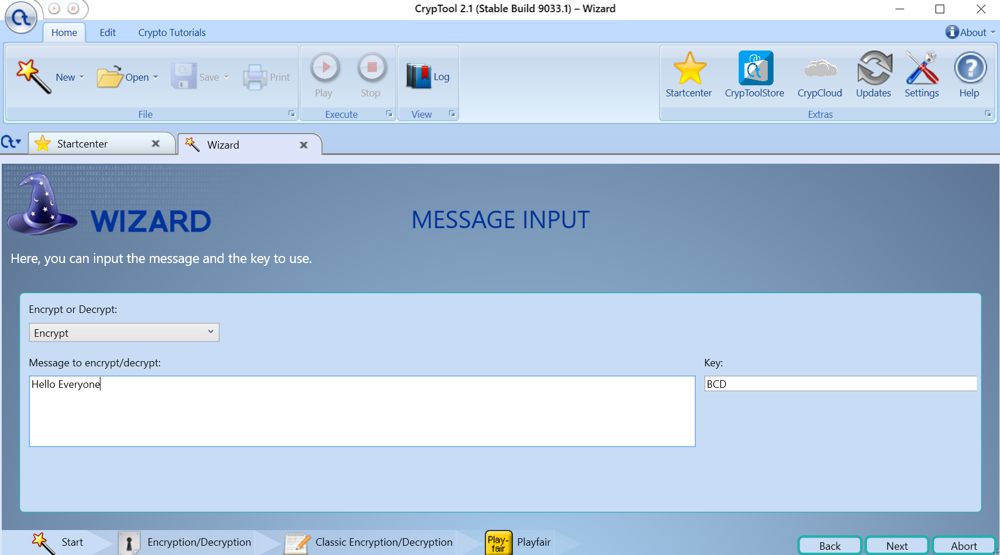 CrypTool 2.1 (Stable Build 9033.1) – Wizard
Home Edit Crypto Tutorials About
New Open Save Print Play Stop Log Startcenter CrypToolStore CrypCloud Updates Settings Help
File Execute View Extras
Startcenter Wizard
WIZARD
MESSAGE INPUT
Here, you can input the message and the key to use.
Encrypt or Decrypt:
Encrypt
Message to encrypt/decrypt: Key:
Hello Everyone BCD
Start Encryption/Decryption Classic Encryption/Decryption Play-
fair Playfair
Back Next Abort